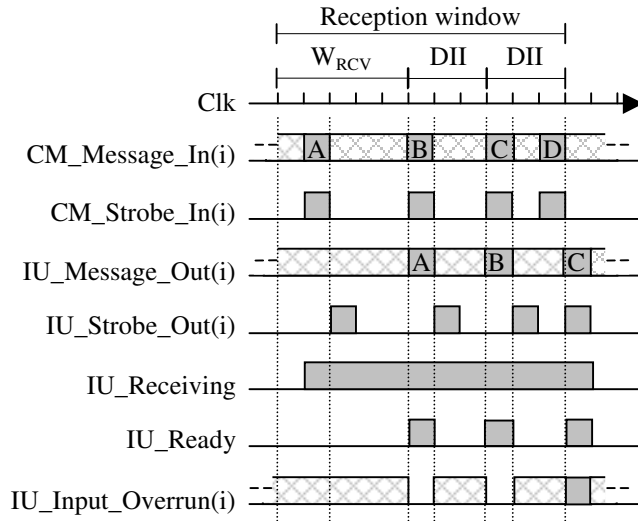 Reception window
W_RCV DII DII
Clk
CM_Message_In(i) A B C D
CM_Strobe_In(i)
IU_Message_Out(i) A B C
IU_Strobe_Out(i)
IU_Receiving
IU_Ready
IU_Input_Overrun(i)